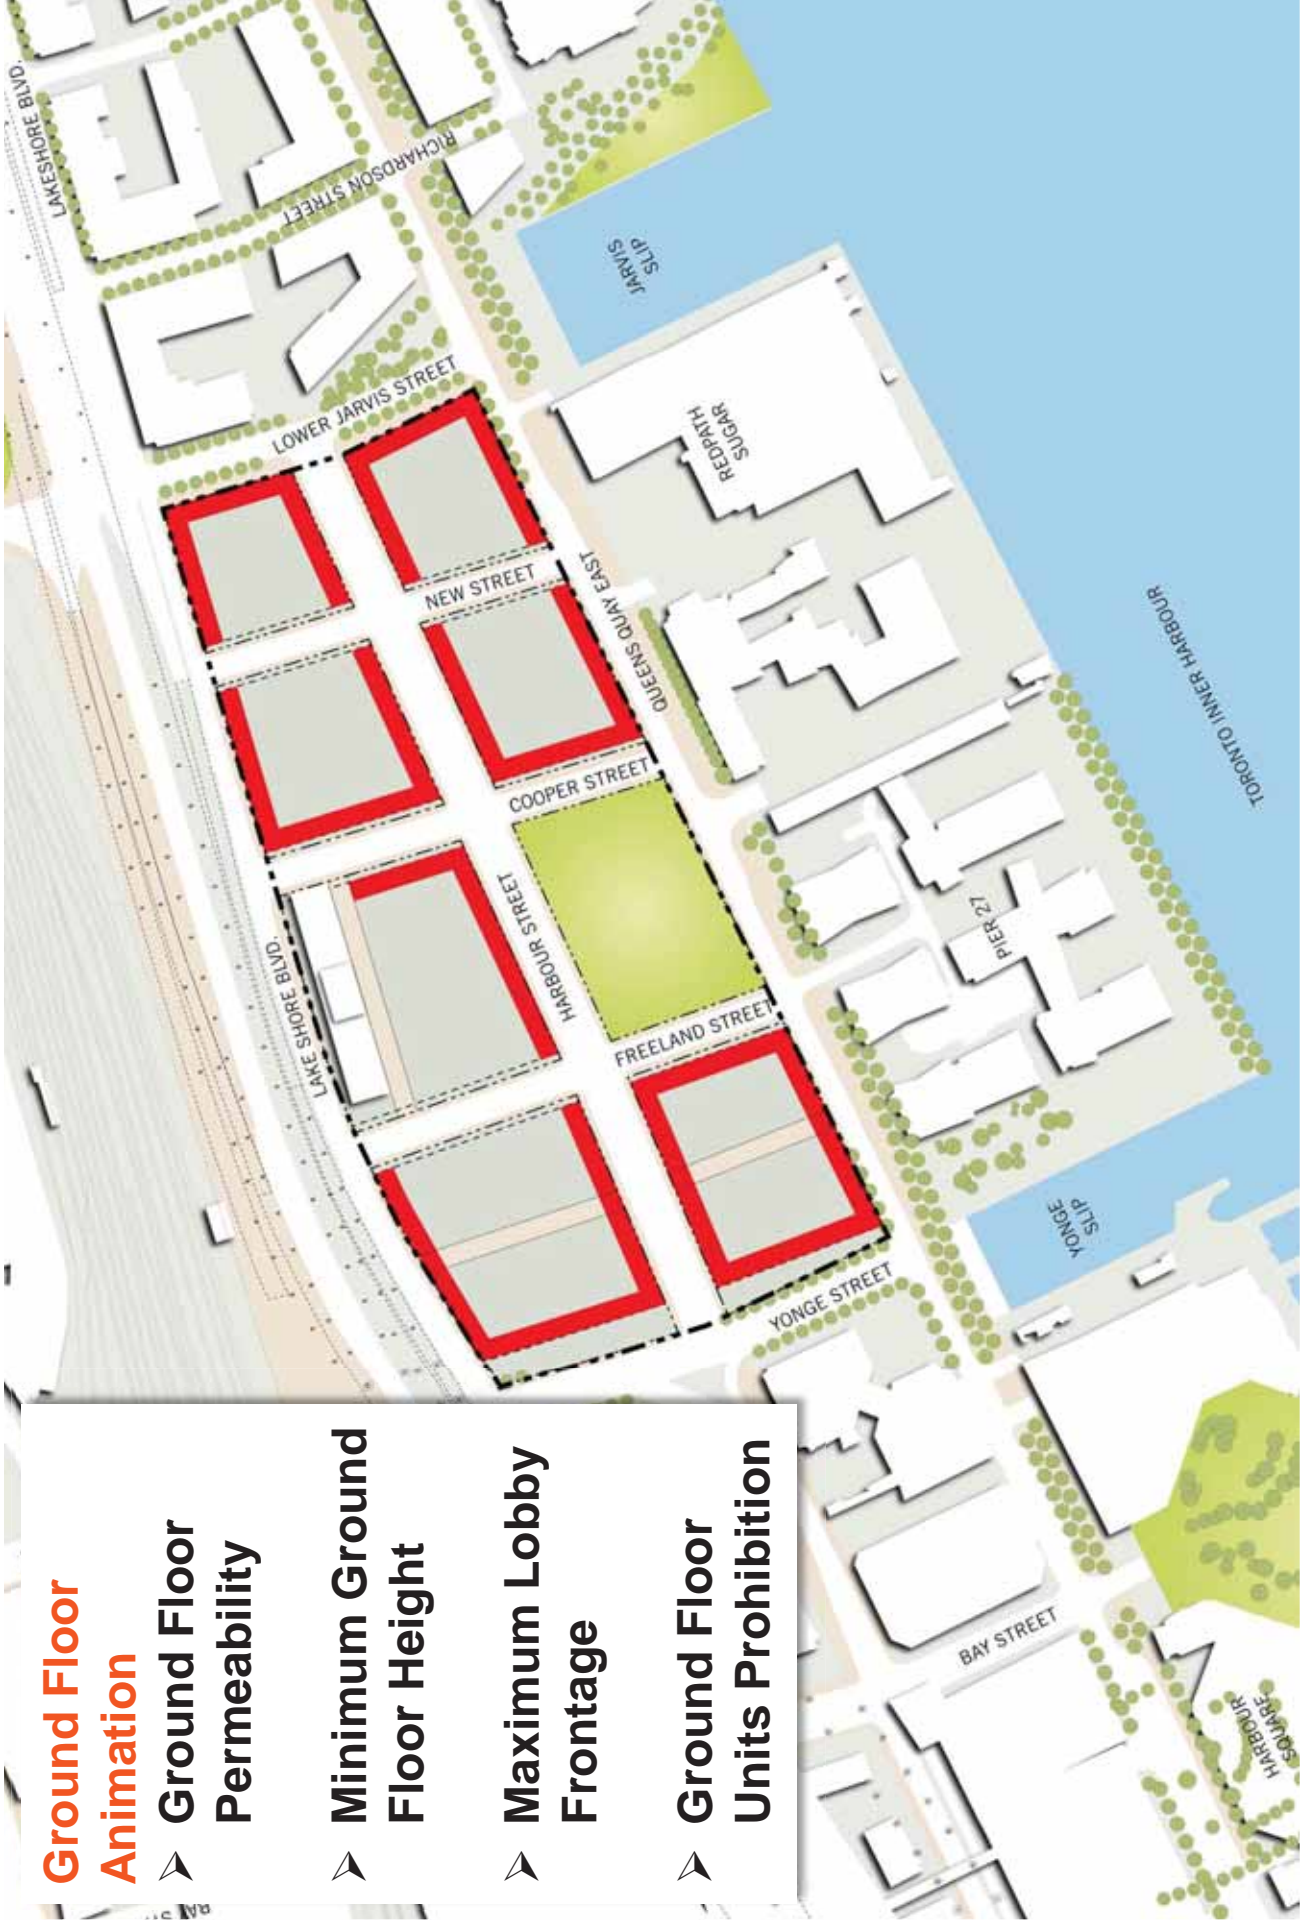 Ground Floor
Animation
➢ Ground Floor
Permeability
➢ Minimum Ground
Floor Height
➢ Maximum Lobby
Frontage
➢ Ground Floor
Units Prohibition
LAKESHORE BLVD.
RICHARDSON STREET
LOWER JARVIS STREET
JARVIS
SLIP
REDPATH
SUGAR
NEW STREET
QUEENS QUAY EAST
COOPER STREET
HARBOUR STREET
LAKE SHORE BLVD.
FREELAND STREET
PIER 27
TORONTO INNER HARBOUR
YONGE
SLIP
YONGE STREET
BAY STREET
HARBOUR
SQUARE